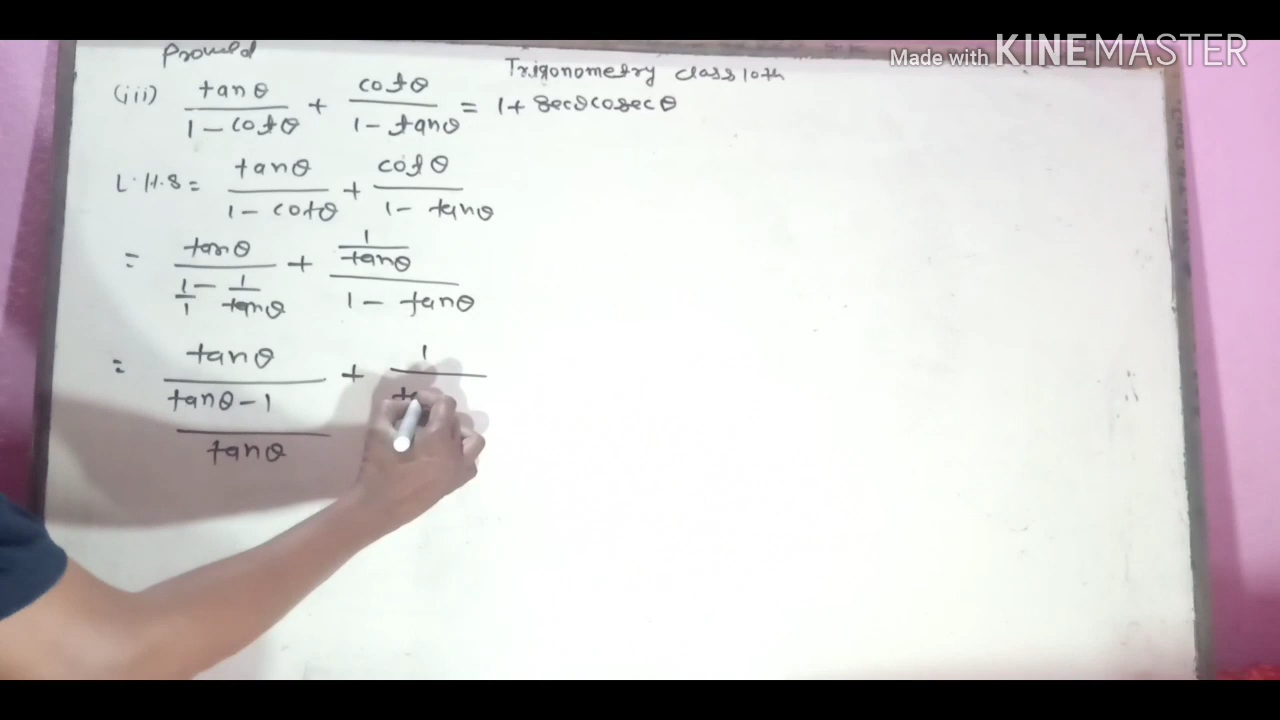 Made with KINEMASTER
Proved
Trigonometry class 10th
(iii) tanθ/(1 - cotθ) + cotθ/(1 - tanθ) = 1 + secθcosecθ
L.H.S = tanθ/(1 - cotθ) + cotθ/(1 - tanθ)
= tanθ/(1/1 - 1/tanθ) + (1/tanθ)/(1 - tanθ)
= tanθ/((tanθ - 1)/tanθ) + 1/